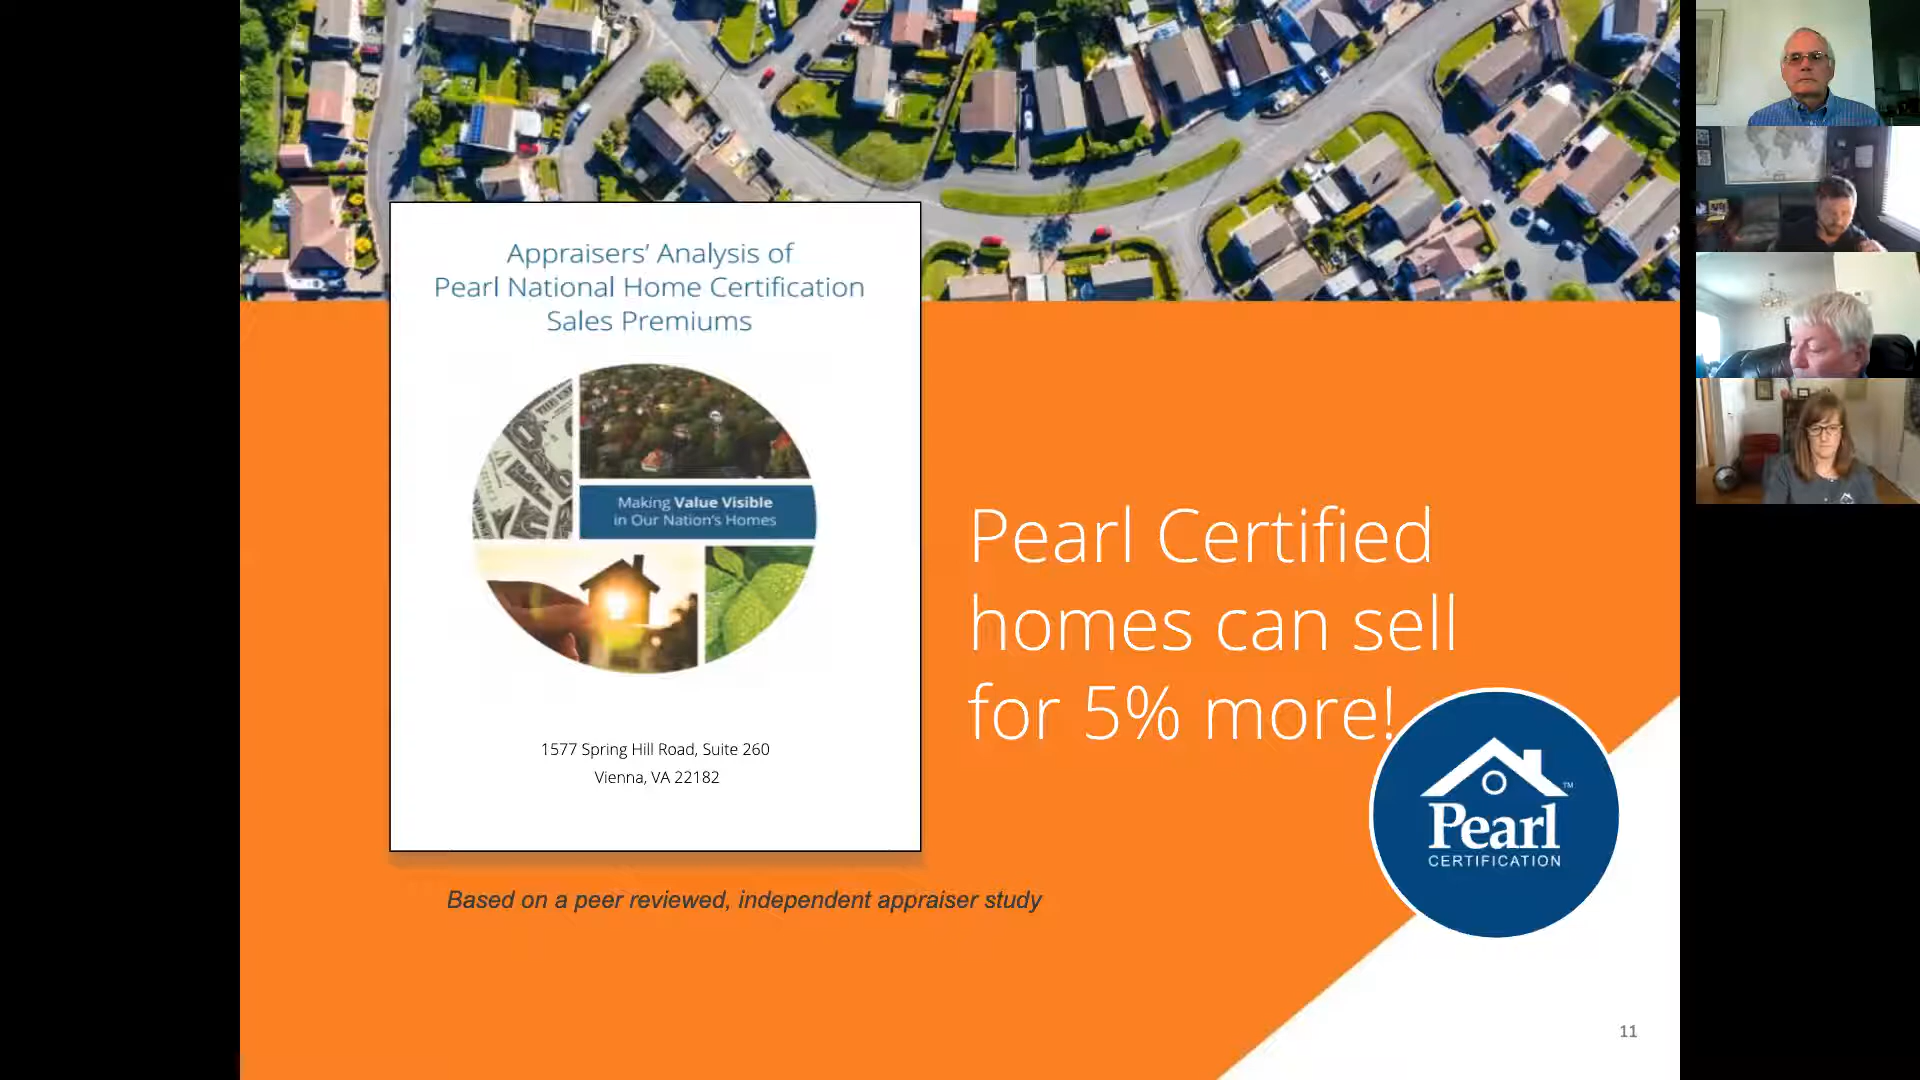 Appraisers’ Analysis of
Pearl National Home Certification
Sales Premiums
Making Value Visible
in Our Nation's Homes
1577 Spring Hill Road, Suite 260
Vienna, VA 22182
Based on a peer reviewed, independent appraiser study
Pearl Certified
homes can sell
for 5% more!
Pearl™
CERTIFICATION
11